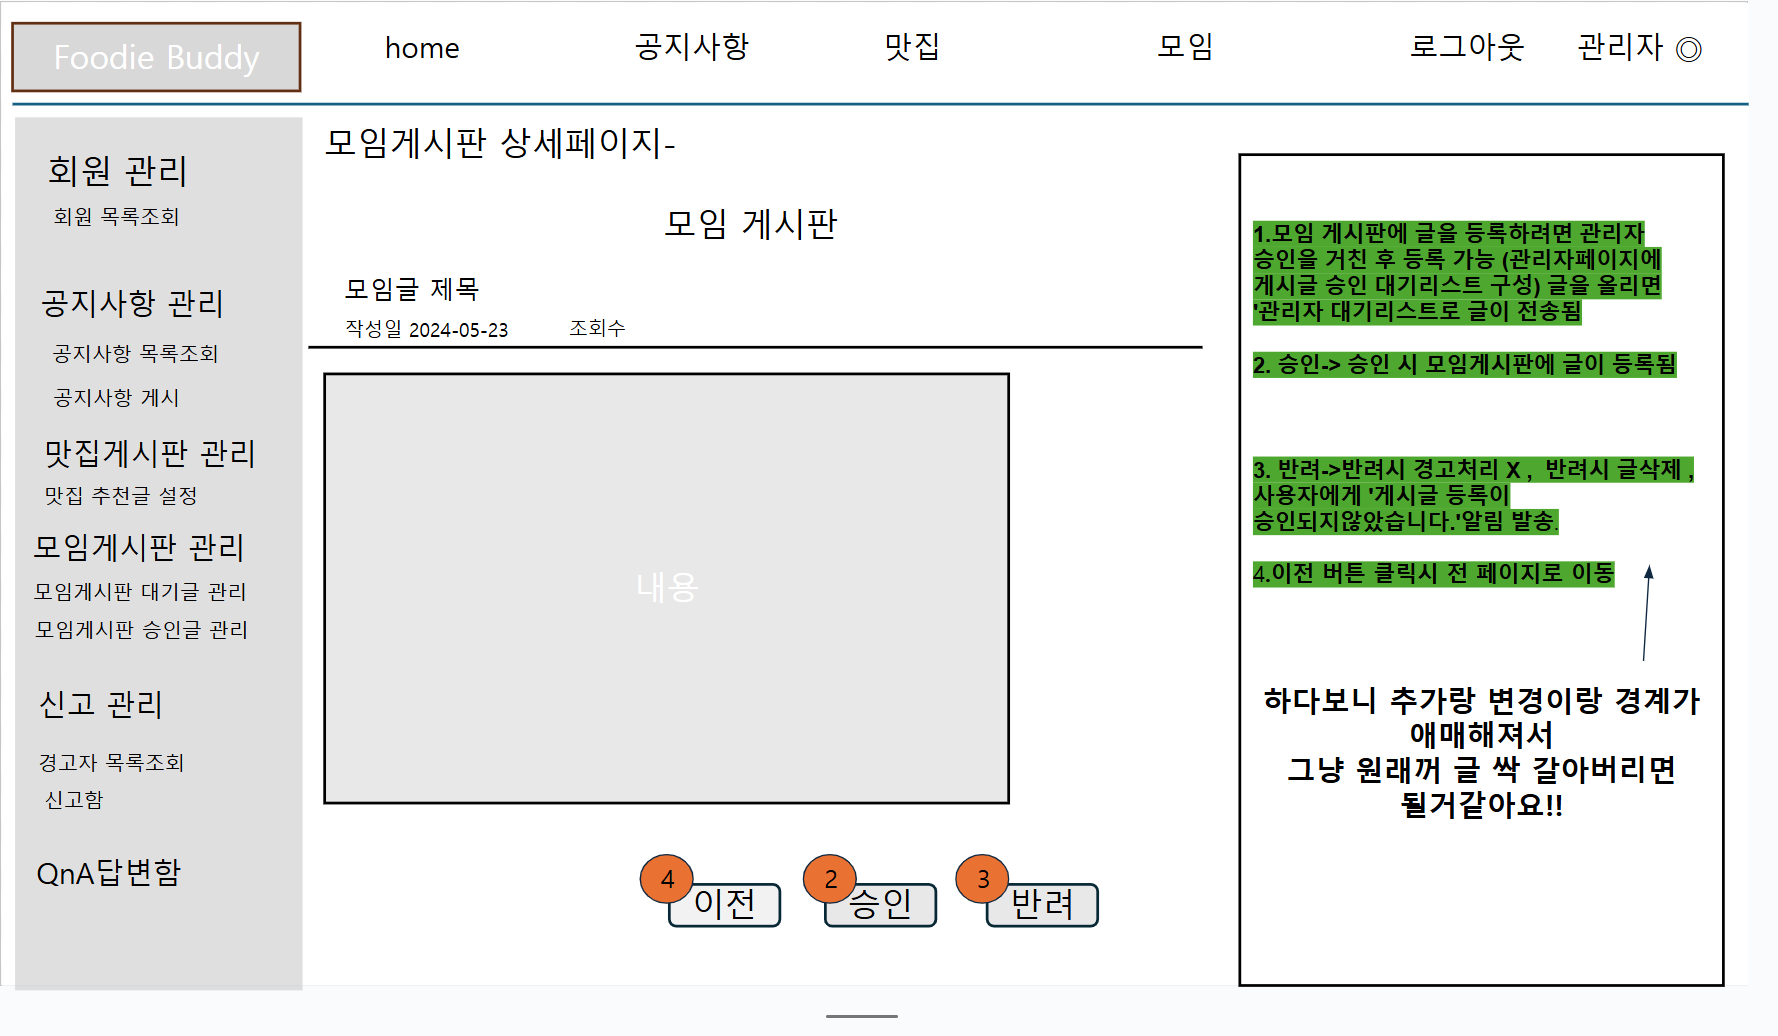 Foodie Buddy
home
공지사항
맛집
모임
로그아웃
관리자 ◎
회원 관리
회원 목록조회
공지사항 관리
공지사항 목록조회
공지사항 게시
맛집게시판 관리
맛집 추천글 설정
모임게시판 관리
모임게시판 대기글 관리
모임게시판 승인글 관리
신고 관리
경고자 목록조회
신고함
QnA답변함
모임게시판 상세페이지-
모임 게시판
모임글 제목
작성일 2024-05-23 조회수
내용
4
이전
2
승인
3
반려
1.모임 게시판에 글을 등록하려면 관리자
승인을 거친 후 등록 가능 (관리자페이지에
게시글 승인 대기리스트 구성) 글을 올리면
'관리자 대기리스트로 글이 전송됨
2. 승인-> 승인 시 모임게시판에 글이 등록됨
3. 반려->반려시 경고처리 X , 반려시 글삭제 ,
사용자에게 '게시글 등록이
승인되지않았습니다.'알림 발송.
4.이전 버튼 클릭시 전 페이지로 이동
하다보니 추가랑 변경이랑 경계가
애매해져서
그냥 원래꺼 글 싹 갈아버리면
될거같아요!!